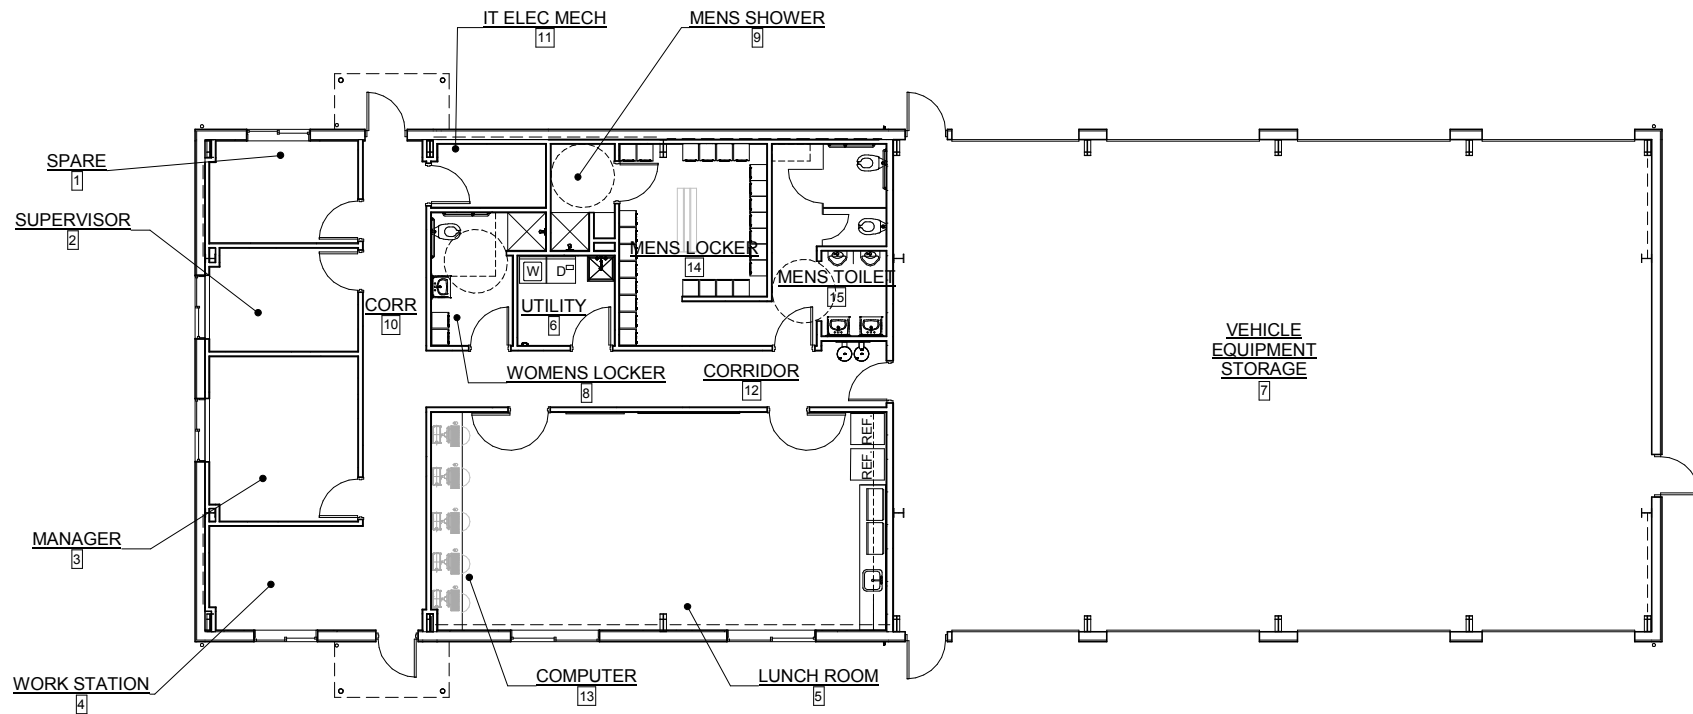 IT ELEC MECH
11
MENS SHOWER
9
SPARE
1
SUPERVISOR
2
MENS LOCKER
14
W
D
MENS TOILET
15
CORR
10
UTILITY
6
VEHICLE
EQUIPMENT
STORAGE
7
WOMENS LOCKER
8
CORRIDOR
12
REF.
REF.
MANAGER
3
WORK STATION
4
COMPUTER
13
LUNCH ROOM
5